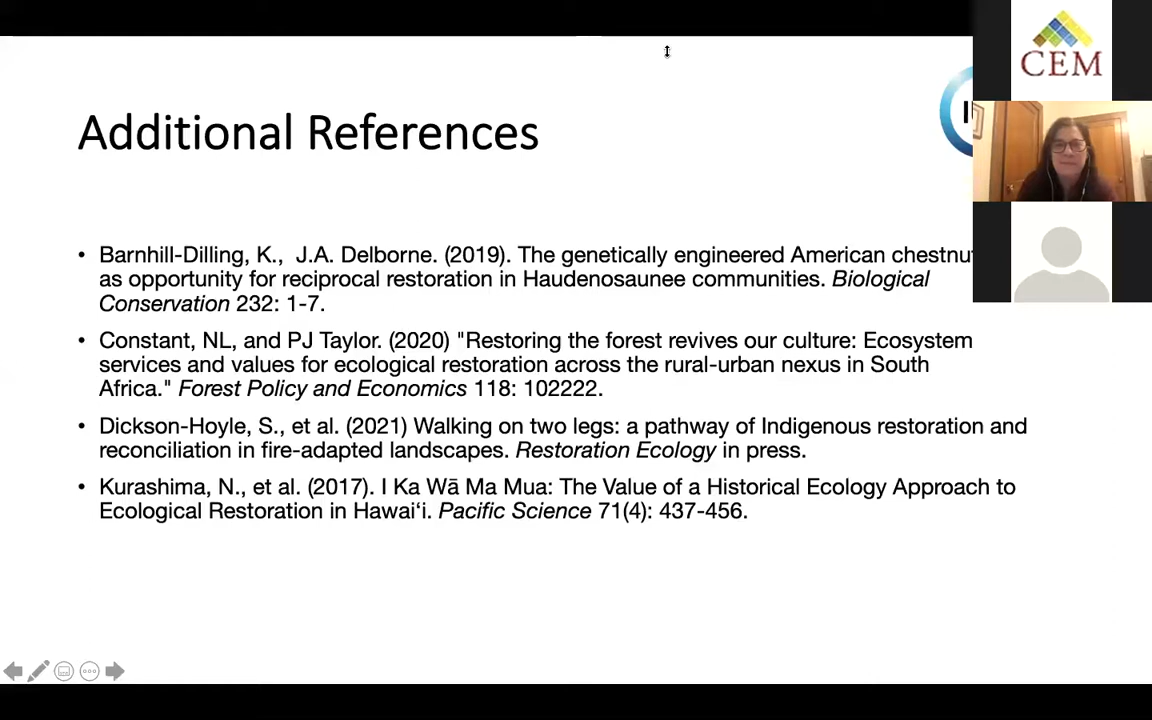 CEM
Additional References
• Barnhill-Dilling, K.,  J.A. Delborne. (2019). The genetically engineered American
as opportunity for reciprocal restoration in Haudenosaunee communities. Biological
Conservation 232: 1-7.
• Constant, NL, and PJ Taylor. (2020) "Restoring the forest revives our culture: Ecosystem
services and values for ecological restoration across the rural-urban nexus in South
Africa." Forest Policy and Economics 118: 102222.
• Dickson-Hoyle, S., et al. (2021) Walking on two legs: a pathway of Indigenous restoration and
reconciliation in fire-adapted landscapes. Restoration Ecology in press.
• Kurashima, N., et al. (2017). I Ka Wā Ma Mua: The Value of a Historical Ecology Approach to
Ecological Restoration in Hawaiʻi. Pacific Science 71(4): 437-456.